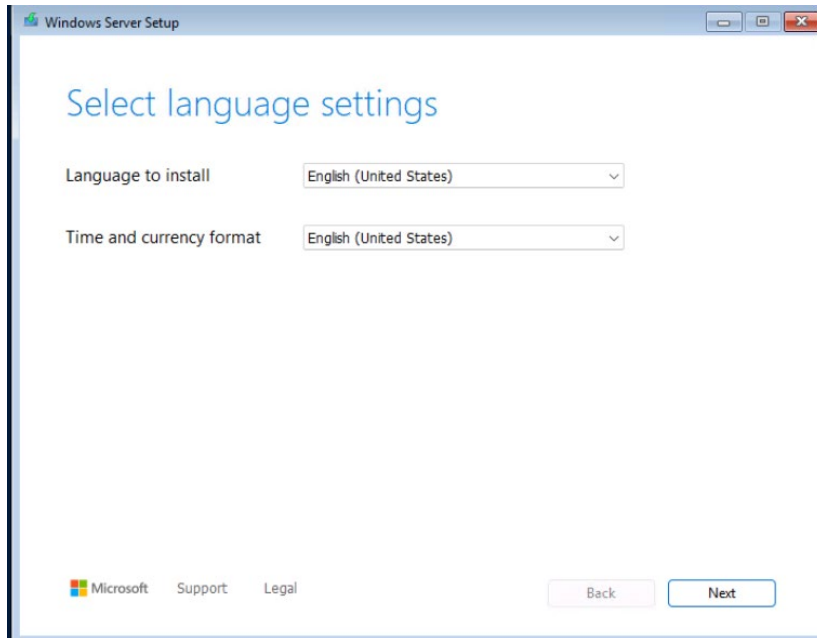 Windows Server Setup
Select language settings
Language to install English (United States)
Time and currency format English (United States)
Microsoft Support Legal Back Next